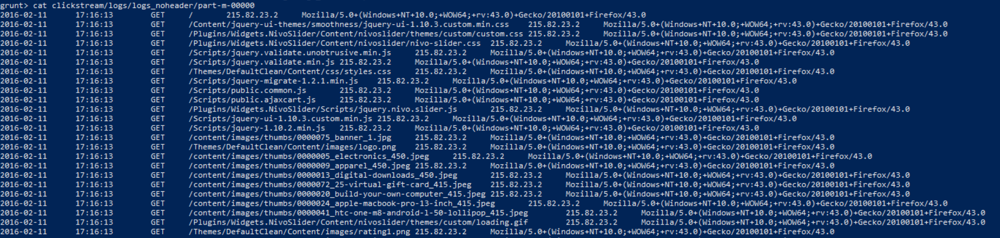 grunt> cat clickstream/logs/logs_noheader/part-m-00000
2016-02-11 17:16:13 GET / 215.82.23.2 Mozilla/5.0+(Windows+NT+10.0;+WOW64;+rv:43.0)+Gecko/20100101+Firefox/43.0
2016-02-11 17:16:13 GET /Content/jquery-ui-themes/smoothness/jquery-ui-1.10.3.custom.min.css 215.82.23.2 Mozilla/5.0+(Windows+NT+10.0;+WOW64;+rv:43.0)+Gecko/20100101+Firefox/43.0
2016-02-11 17:16:13 GET /Plugins/Widgets.NivoSlider/Content/nivoslider/themes/custom/custom.css 215.82.23.2 Mozilla/5.0+(Windows+NT+10.0;+WOW64;+rv:43.0)+Gecko/20100101+Firefox/43.0
2016-02-11 17:16:13 GET /Plugins/Widgets.NivoSlider/Content/nivoslider/nivo-slider.css 215.82.23.2 Mozilla/5.0+(Windows+NT+10.0;+WOW64;+rv:43.0)+Gecko/20100101+Firefox/43.0
2016-02-11 17:16:13 GET /Scripts/jquery.validate.unobtrusive.min.js 215.82.23.2 Mozilla/5.0+(Windows+NT+10.0;+WOW64;+rv:43.0)+Gecko/20100101+Firefox/43.0
2016-02-11 17:16:13 GET /Scripts/jquery.validate.min.js 215.82.23.2 Mozilla/5.0+(Windows+NT+10.0;+WOW64;+rv:43.0)+Gecko/20100101+Firefox/43.0
2016-02-11 17:16:13 GET /Themes/DefaultClean/Content/css/styles.css 215.82.23.2 Mozilla/5.0+(Windows+NT+10.0;+WOW64;+rv:43.0)+Gecko/20100101+Firefox/43.0
2016-02-11 17:16:13 GET /Scripts/jquery-migrate-1.2.1.min.js 215.82.23.2 Mozilla/5.0+(Windows+NT+10.0;+WOW64;+rv:43.0)+Gecko/20100101+Firefox/43.0
2016-02-11 17:16:13 GET /Scripts/public.common.js 215.82.23.2 Mozilla/5.0+(Windows+NT+10.0;+WOW64;+rv:43.0)+Gecko/20100101+Firefox/43.0
2016-02-11 17:16:13 GET /Scripts/public.ajaxcart.js 215.82.23.2 Mozilla/5.0+(Windows+NT+10.0;+WOW64;+rv:43.0)+Gecko/20100101+Firefox/43.0
2016-02-11 17:16:13 GET /Plugins/Widgets.NivoSlider/Scripts/jquery.nivo.slider.js 215.82.23.2 Mozilla/5.0+(Windows+NT+10.0;+WOW64;+rv:43.0)+Gecko/20100101+Firefox/43.0
2016-02-11 17:16:13 GET /Scripts/jquery-ui-1.10.3.custom.min.js 215.82.23.2 Mozilla/5.0+(Windows+NT+10.0;+WOW64;+rv:43.0)+Gecko/20100101+Firefox/43.0
2016-02-11 17:16:13 GET /Scripts/jquery-1.10.2.min.js 215.82.23.2 Mozilla/5.0+(Windows+NT+10.0;+WOW64;+rv:43.0)+Gecko/20100101+Firefox/43.0
2016-02-11 17:16:13 GET /content/images/thumbs/0000075_banner_1.jpg 215.82.23.2 Mozilla/5.0+(Windows+NT+10.0;+WOW64;+rv:43.0)+Gecko/20100101+Firefox/43.0
2016-02-11 17:16:13 GET /Themes/DefaultClean/Content/images/logo.png 215.82.23.2 Mozilla/5.0+(Windows+NT+10.0;+WOW64;+rv:43.0)+Gecko/20100101+Firefox/43.0
2016-02-11 17:16:13 GET /content/images/thumbs/0000005_electronics_450.jpeg 215.82.23.2 Mozilla/5.0+(Windows+NT+10.0;+WOW64;+rv:43.0)+Gecko/20100101+Firefox/43.0
2016-02-11 17:16:13 GET /content/images/thumbs/0000009_apparel_450.jpeg 215.82.23.2 Mozilla/5.0+(Windows+NT+10.0;+WOW64;+rv:43.0)+Gecko/20100101+Firefox/43.0
2016-02-11 17:16:13 GET /content/images/thumbs/0000013_digital-downloads_450.jpeg 215.82.23.2 Mozilla/5.0+(Windows+NT+10.0;+WOW64;+rv:43.0)+Gecko/20100101+Firefox/43.0
2016-02-11 17:16:13 GET /content/images/thumbs/0000072_25-virtual-gift-card_415.jpeg 215.82.23.2 Mozilla/5.0+(Windows+NT+10.0;+WOW64;+rv:43.0)+Gecko/20100101+Firefox/43.0
2016-02-11 17:16:13 GET /content/images/thumbs/0000020_build-your-own-computer_415.jpeg 215.82.23.2 Mozilla/5.0+(Windows+NT+10.0;+WOW64;+rv:43.0)+Gecko/20100101+Firefox/43.0
2016-02-11 17:16:13 GET /content/images/thumbs/0000024_apple-macbook-pro-13-inch_415.jpeg 215.82.23.2 Mozilla/5.0+(Windows+NT+10.0;+WOW64;+rv:43.0)+Gecko/20100101+Firefox/43.0
2016-02-11 17:16:13 GET /content/images/thumbs/0000041_htc-one-m8-android-l-50-lollipop_415.jpeg 215.82.23.2 Mozilla/5.0+(Windows+NT+10.0;+WOW64;+rv:43.0)+Gecko/20100101+Firefox/43.0
2016-02-11 17:16:13 GET /Plugins/Widgets.NivoSlider/Content/nivoslider/themes/custom/loading.gif 215.82.23.2 Mozilla/5.0+(Windows+NT+10.0;+WOW64;+rv:43.0)+Gecko/20100101+Firefox/43.0
2016-02-11 17:16:13 GET /Themes/DefaultClean/Content/images/rating1.png 215.82.23.2 Mozilla/5.0+(Windows+NT+10.0;+WOW64;+rv:43.0)+Gecko/20100101+Firefox/43.0